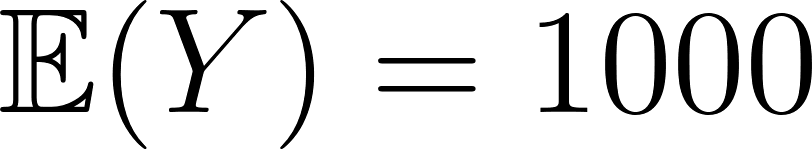 𝔼(Y) = 1000